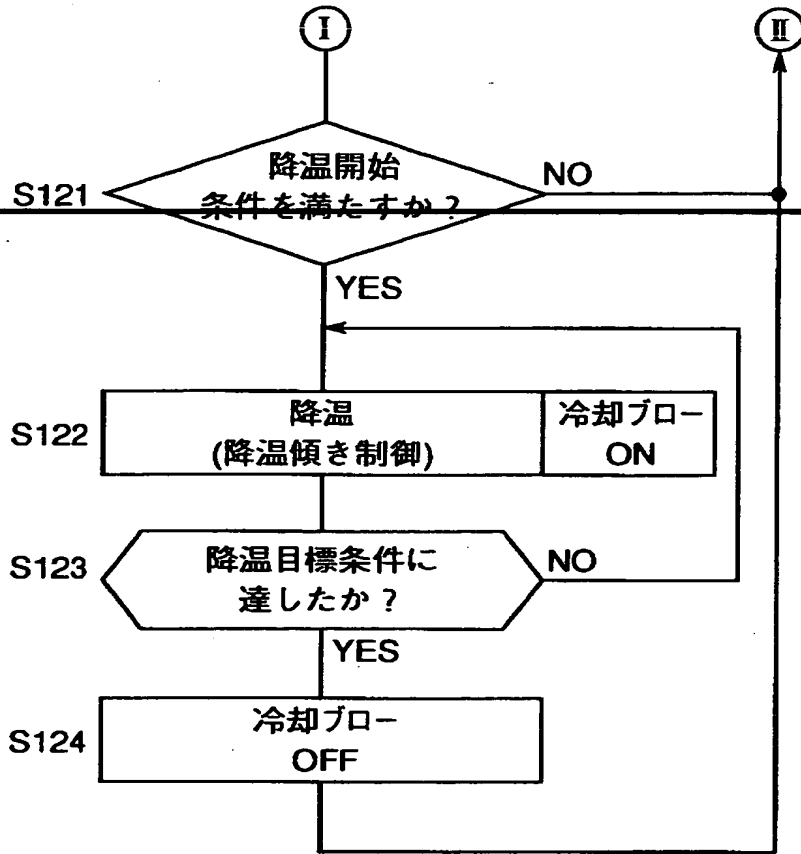 I
II
S121
降温開始
条件を満たすか?
NO
YES
S122
降温
(降温傾き制御)
冷却ブロー
ON
S123
降温目標条件に
達したか?
NO
YES
S124
冷却ブロー
OFF